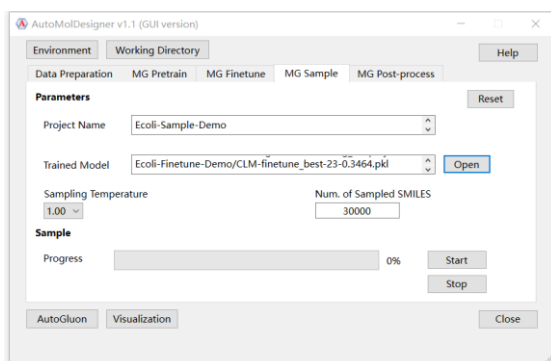 AutoMolDesigner v1.1 (GUI version)
Environment Working Directory Help
Data Preparation MG Pretrain MG Finetune MG Sample MG Post-process
Parameters Reset
Project Name Ecoli-Sample-Demo
Trained Model Ecoli-Finetune-Demo/CLM-finetune_best-23-0.3464.pkl Open
Sampling Temperature Num. of Sampled SMILES
1.00 30000
Sample
Progress 0% Start
Stop
AutoGluon Visualization Close